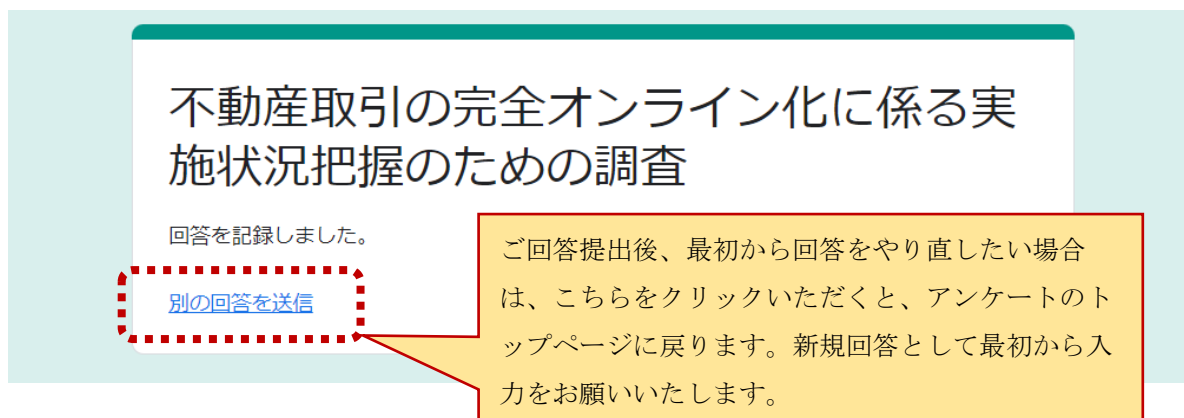 不動産取引の完全オンライン化に係る実
施状況把握のための調査
回答を記録しました。
別の回答を送信
ご回答提出後、最初から回答をやり直したい場合
は、こちらをクリックいただくと、アンケートのト
ップページに戻ります。新規回答として最初から入
力をお願いいたします。